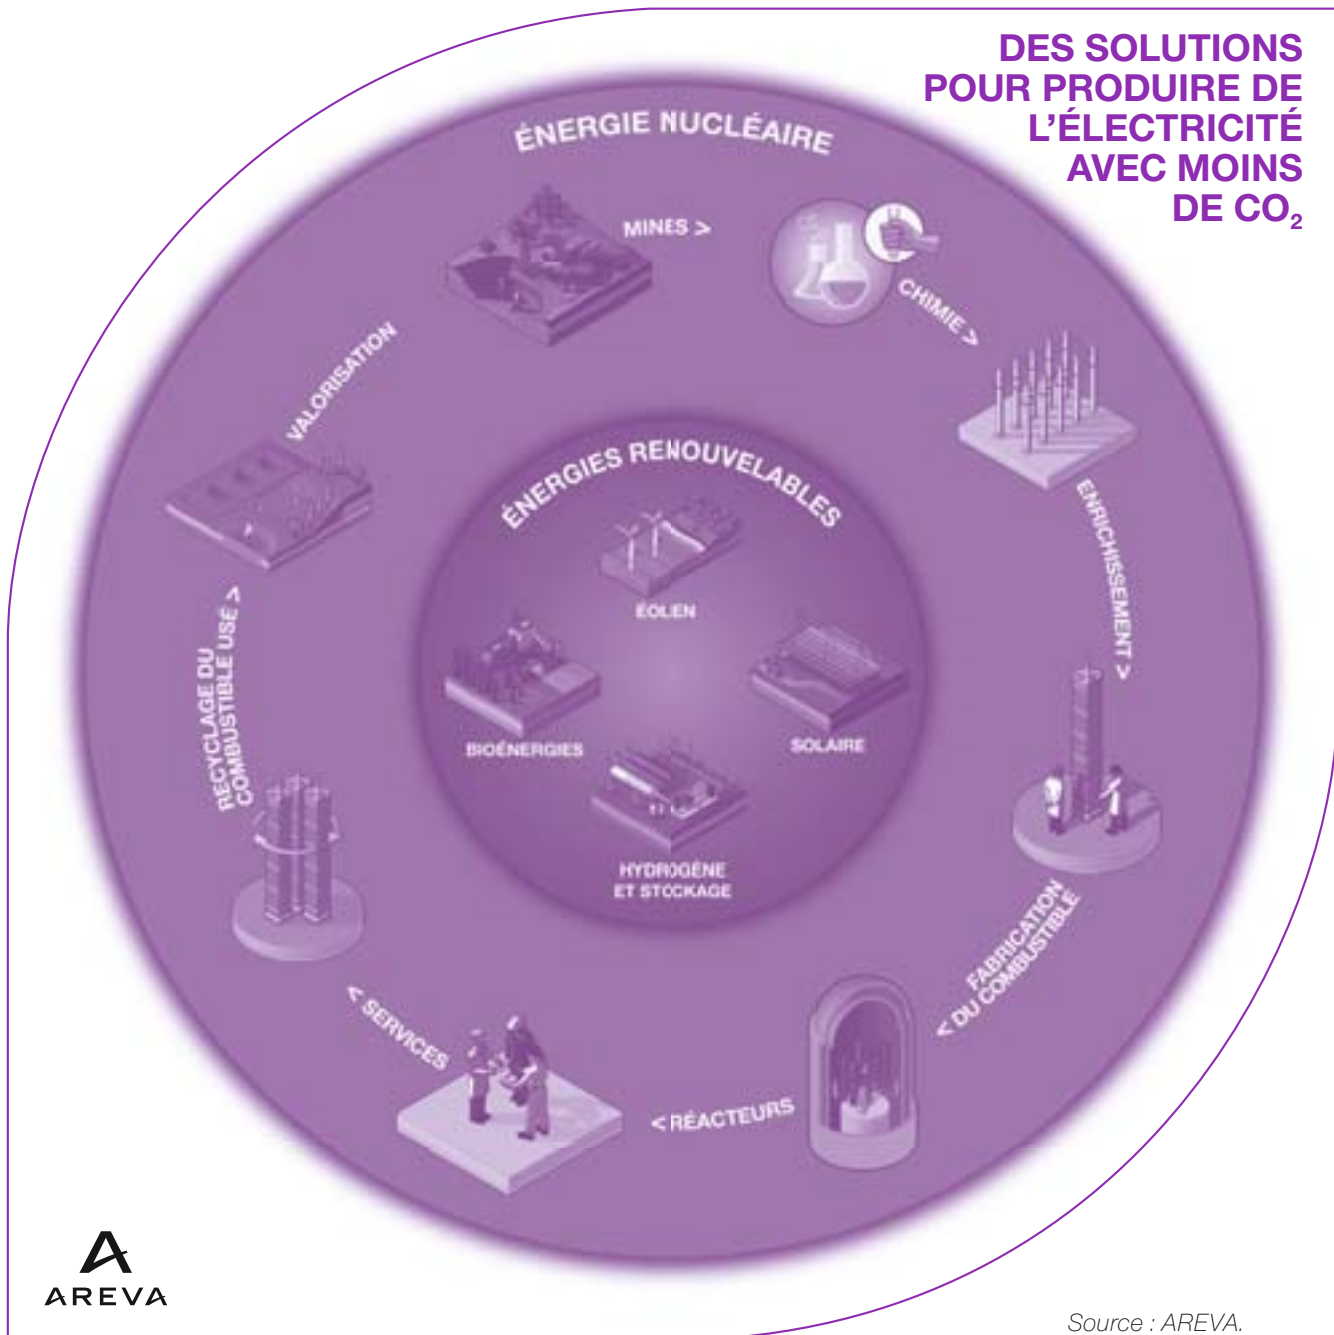 DES SOLUTIONS
POUR PRODUIRE DE
L'ÉLECTRICITÉ
AVEC MOINS
DE CO₂
ÉNERGIE NUCLÉAIRE
MINES >
CHIMIE >
ENRICHISSEMENT >
FABRICATION
< DU COMBUSTIBLE
< RÉACTEURS
< SERVICES
RECYCLAGE DU
COMBUSTIBLE USÉ >
VALORISATION
ÉNERGIES RENOUVELABLES
ÉOLIEN
SOLAIRE
BIOÉNERGIES
HYDROGÈNE
ET STOCKAGE
AREVA
Source : AREVA.